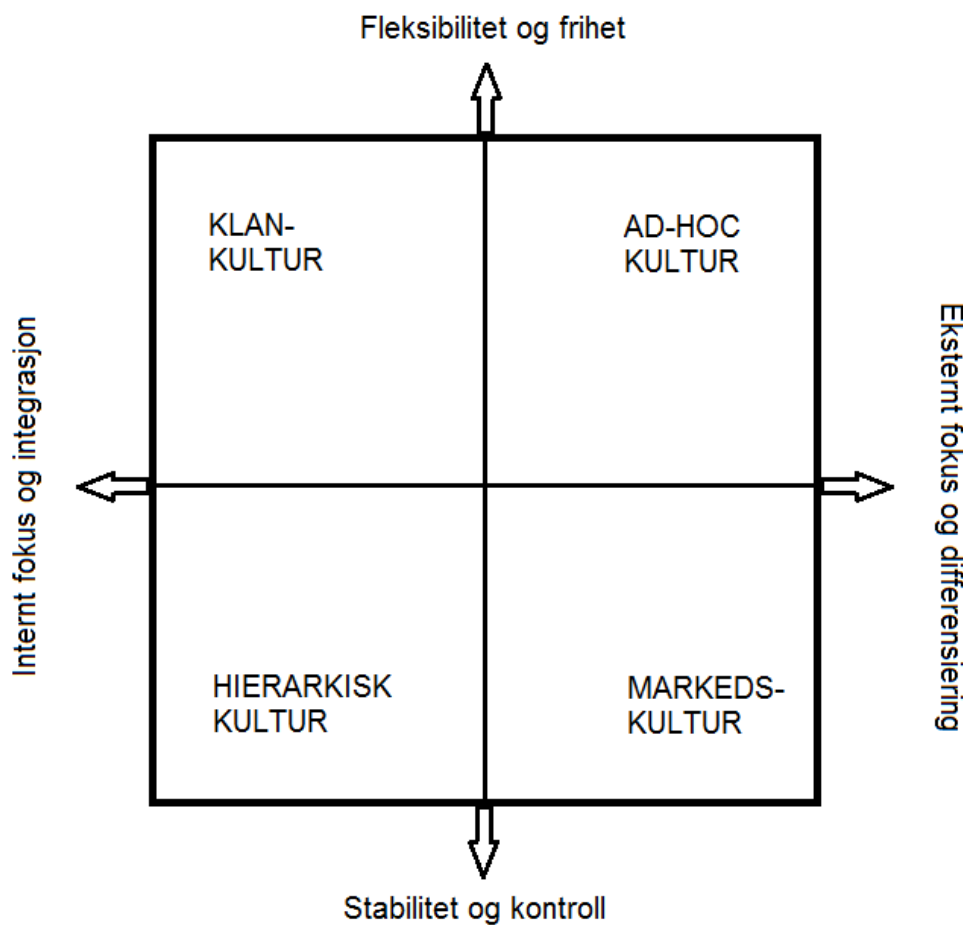 Fleksibilitet og frihet
KLAN-
KULTUR
AD-HOC
KULTUR
Internt fokus og integrasjon
Eksternt fokus og differensiering
HIERARKISK
KULTUR
MARKEDS-
KULTUR
Stabilitet og kontroll